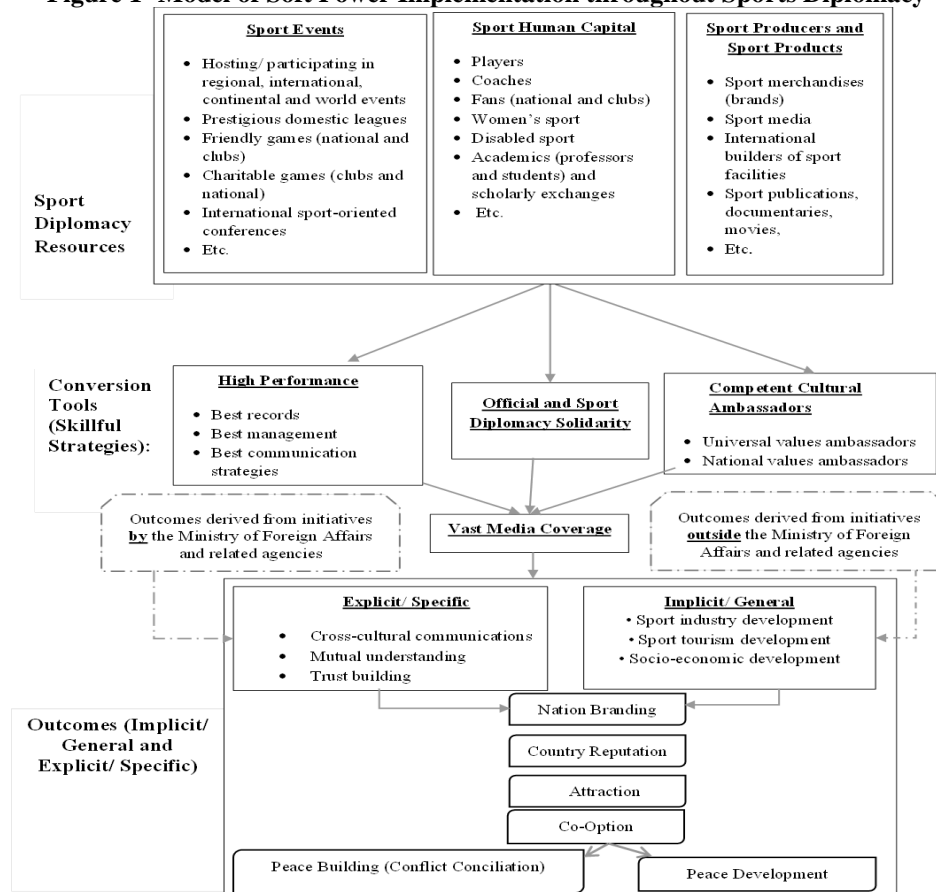 Figure 1- Model of Soft Power Implementation throughout Sports Diplomacy
Sport Diplomacy
Resources
Sport Events
• Hosting/ participating in
regional, international,
continental and world events
• Prestigious domestic leagues
• Friendly games (national and
clubs)
• Charitable games (clubs and
national)
• International sport-oriented
conferences
• Etc.
Sport Human Capital
• Players
• Coaches
• Fans (national and clubs)
• Women's sport
• Disabled sport
• Academics (professors
and students) and
scholarly exchanges
• Etc.
Sport Producers and
Sport Products
• Sport merchandises
(brands)
• Sport media
• International
builders of sport
facilities
• Sport publications,
documentaries,
movies,
• Etc.
Conversion
Tools
(Skillful
Strategies):
High Performance
• Best records
• Best management
• Best communication
strategies
Official and Sport
Diplomacy Solidarity
Competent Cultural
Ambassadors
• Universal values ambassadors
• National values ambassadors
Outcomes derived from initiatives
by the Ministry of Foreign Affairs
and related agencies
Vast Media Coverage
Outcomes derived from initiatives
outside the Ministry of Foreign
Affairs and related agencies
Outcomes (Implicit/
General and
Explicit/ Specific)
Explicit/ Specific
• Cross-cultural communications
• Mutual understanding
• Trust building
Implicit/ General
• Sport industry development
• Sport tourism development
• Socio-economic development
Nation Branding
Country Reputation
Attraction
Co-Option
Peace Building (Conflict Conciliation)
Peace Development